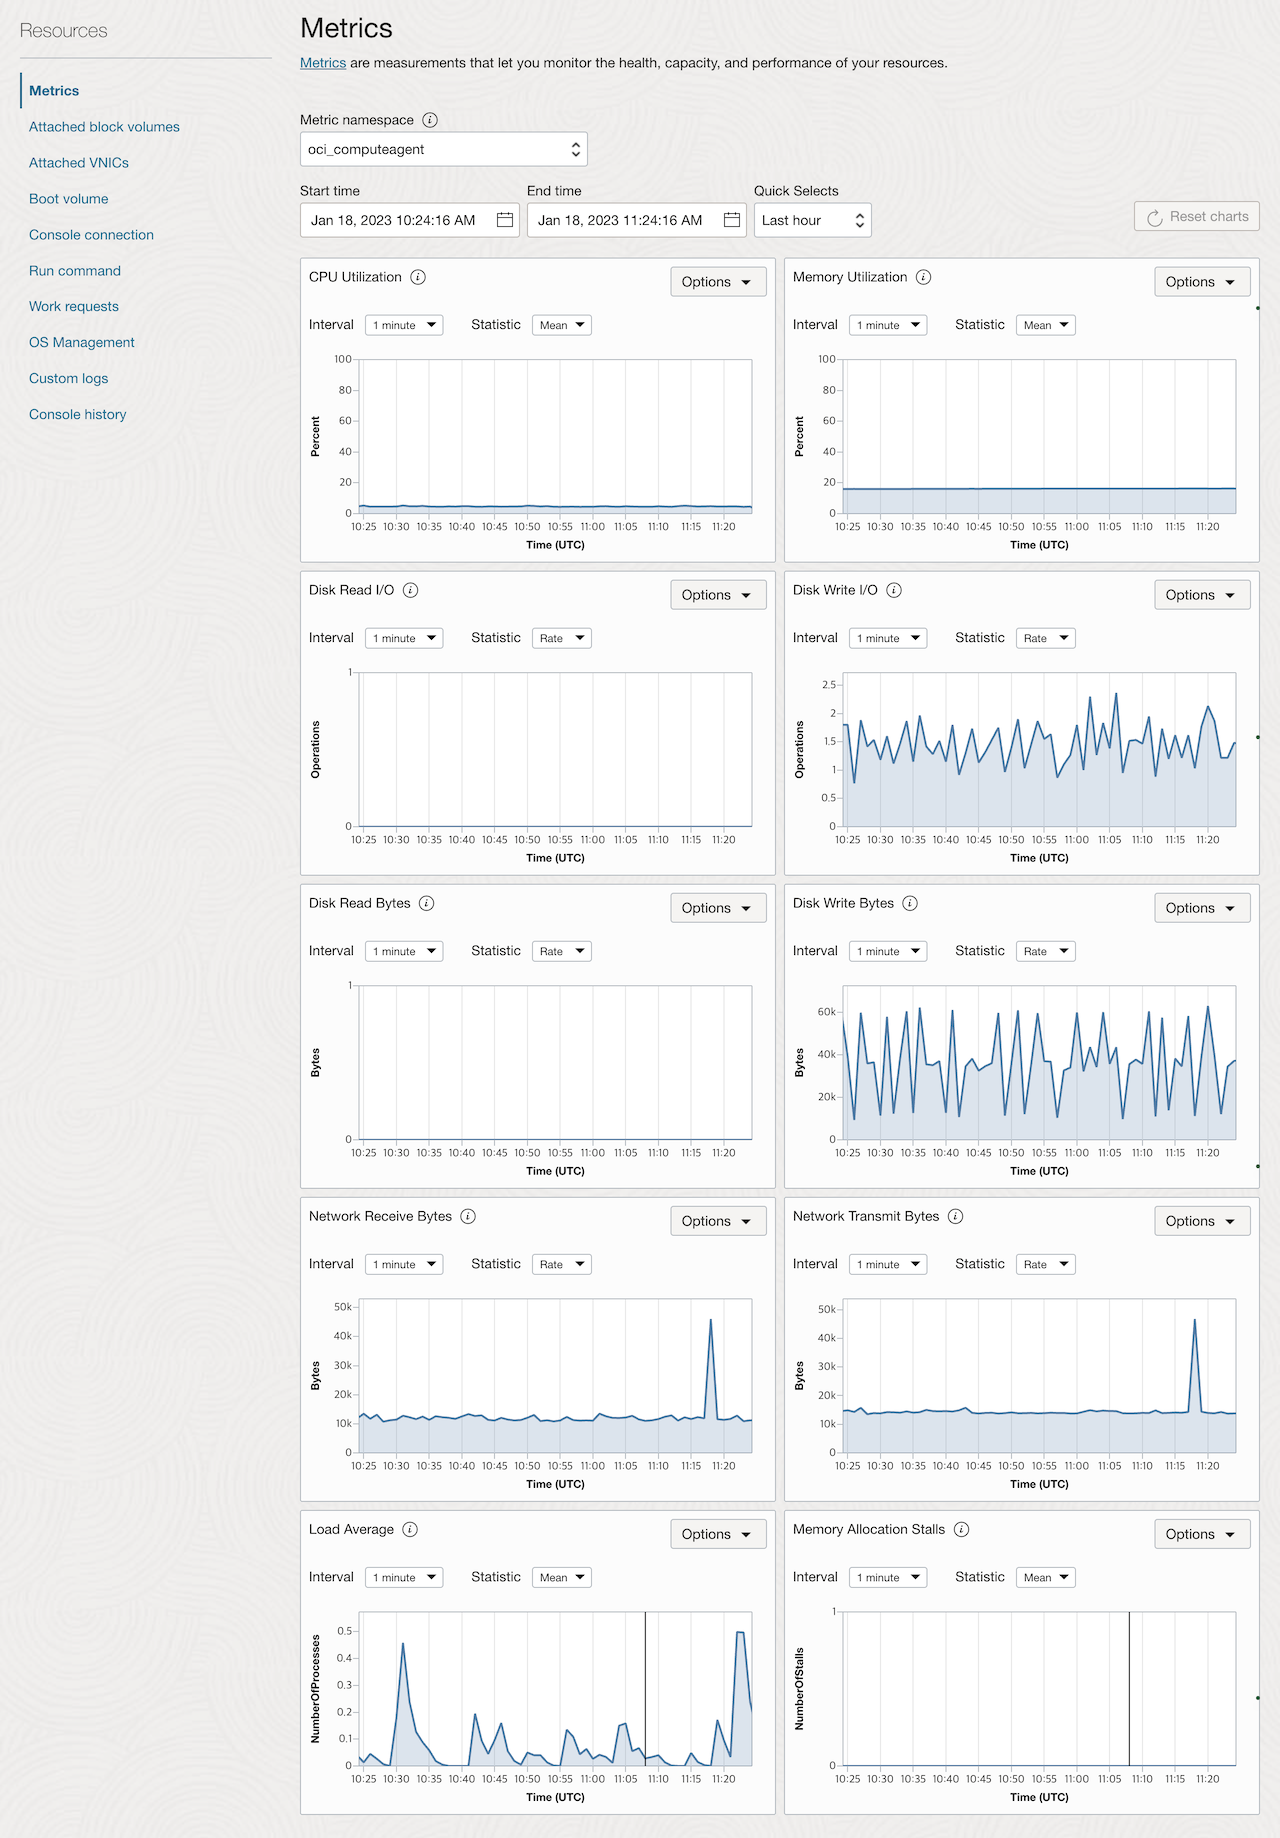 Resources
Metrics
Attached block volumes
Attached VNICs
Boot volume
Console connection
Run command
Work requests
OS Management
Custom logs
Console history
Metrics
Metrics are measurements that let you monitor the health, capacity, and performance of your resources.
Metric namespace
oci_computeagent
Start time End time Quick Selects
Jan 18, 2023 10:24:16 AM Jan 18, 2023 11:24:16 AM Last hour Reset charts
CPU Utilization Options
Interval 1 minute Statistic Mean
Percent
100
80
60
40
20
0
10:25 10:30 10:35 10:40 10:45 10:50 10:55 11:00 11:05 11:10 11:15 11:20
Time (UTC)
Memory Utilization Options
Interval 1 minute Statistic Mean
Percent
100
80
60
40
20
0
10:25 10:30 10:35 10:40 10:45 10:50 10:55 11:00 11:05 11:10 11:15 11:20
Time (UTC)
Disk Read I/O Options
Interval 1 minute Statistic Rate
Operations
1
0
10:25 10:30 10:35 10:40 10:45 10:50 10:55 11:00 11:05 11:10 11:15 11:20
Time (UTC)
Disk Write I/O Options
Interval 1 minute Statistic Rate
Operations
2.5
2
1.5
1
0.5
0
10:25 10:30 10:35 10:40 10:45 10:50 10:55 11:00 11:05 11:10 11:15 11:20
Time (UTC)
Disk Read Bytes Options
Interval 1 minute Statistic Rate
Bytes
1
0
10:25 10:30 10:35 10:40 10:45 10:50 10:55 11:00 11:05 11:10 11:15 11:20
Time (UTC)
Disk Write Bytes Options
Interval 1 minute Statistic Rate
Bytes
60k
40k
20k
0
10:25 10:30 10:35 10:40 10:45 10:50 10:55 11:00 11:05 11:10 11:15 11:20
Time (UTC)
Network Receive Bytes Options
Interval 1 minute Statistic Rate
Bytes
50k
40k
30k
20k
10k
0
10:25 10:30 10:35 10:40 10:45 10:50 10:55 11:00 11:05 11:10 11:15 11:20
Time (UTC)
Network Transmit Bytes Options
Interval 1 minute Statistic Rate
Bytes
50k
40k
30k
20k
10k
0
10:25 10:30 10:35 10:40 10:45 10:50 10:55 11:00 11:05 11:10 11:15 11:20
Time (UTC)
Load Average Options
Interval 1 minute Statistic Mean
NumberOfProcesses
0.5
0.4
0.3
0.2
0.1
0
10:25 10:30 10:35 10:40 10:45 10:50 10:55 11:00 11:05 11:10 11:15 11:20
Time (UTC)
Memory Allocation Stalls Options
Interval 1 minute Statistic Mean
NumberOfStalls
1
0
10:25 10:30 10:35 10:40 10:45 10:50 10:55 11:00 11:05 11:10 11:15 11:20
Time (UTC)